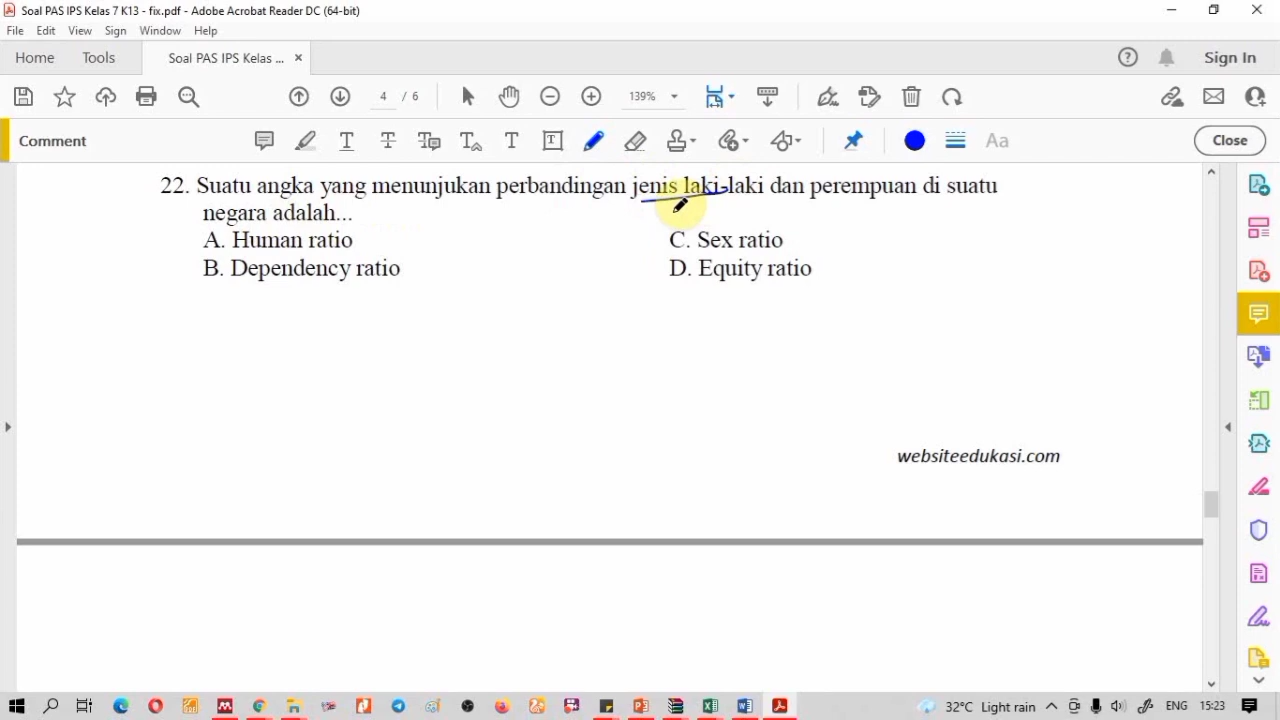 Soal PAS IPS Kelas 7 K13 - fix.pdf - Adobe Acrobat Reader DC (64-bit)
File Edit View Sign Window Help
Home Tools Soal PAS IPS Kelas ... × Sign In
4 / 6 139%
Comment Close
22. Suatu angka yang menunjukan perbandingan jenis laki-laki dan perempuan di suatu
negara adalah...
A. Human ratio C. Sex ratio
B. Dependency ratio D. Equity ratio
websiteedukasi.com
32°C Light rain ENG 15:23